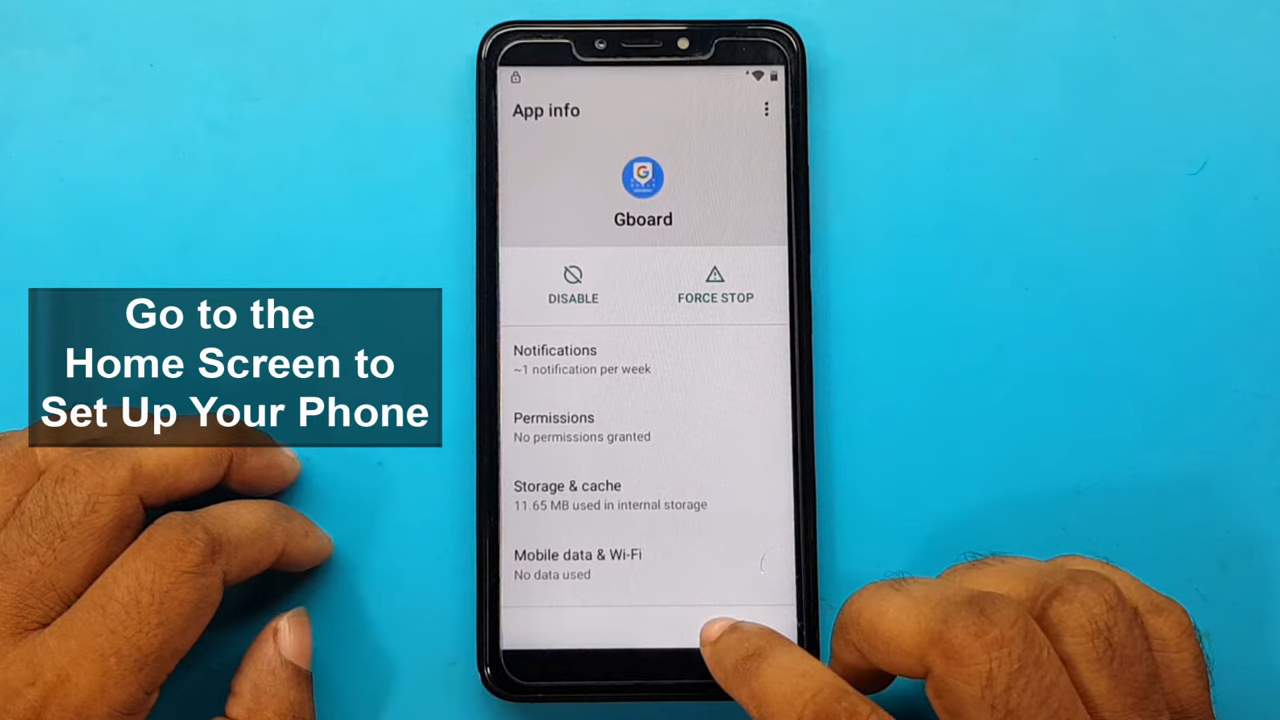 App info
G
Gboard
DISABLE
FORCE STOP
Notifications
~1 notification per week
Permissions
No permissions granted
Storage & cache
11.65 MB used in internal storage
Mobile data & Wi-Fi
No data used
Go to the
Home Screen to
Set Up Your Phone